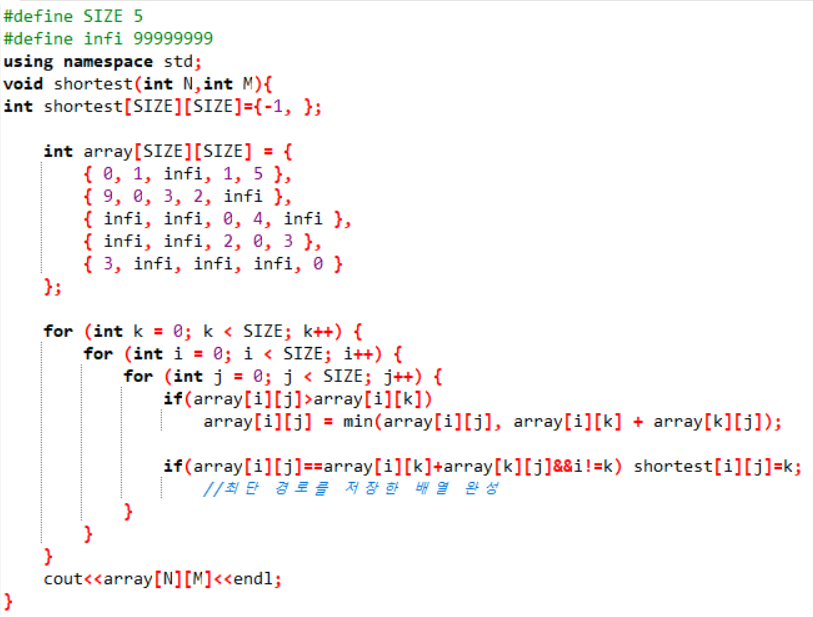 #define SIZE 5
#define infi 99999999
using namespace std;
void shortest(int N,int M){
int shortest[SIZE][SIZE]={-1, };
int array[SIZE][SIZE] = {
{ 0, 1, infi, 1, 5 },
{ 9, 0, 3, 2, infi },
{ infi, infi, 0, 4, infi },
{ infi, infi, 2, 0, 3 },
{ 3, infi, infi, infi, 0 }
};
for (int k = 0; k < SIZE; k++) {
for (int i = 0; i < SIZE; i++) {
for (int j = 0; j < SIZE; j++) {
if(array[i][j]>array[i][k])
array[i][j] = min(array[i][j], array[i][k] + array[k][j]);
if(array[i][j]==array[i][k]+array[k][j]&&i!=k) shortest[i][j]=k;
//최단 경로를 저장한 배열 완성
}
}
}
cout<<array[N][M]<<endl;
}